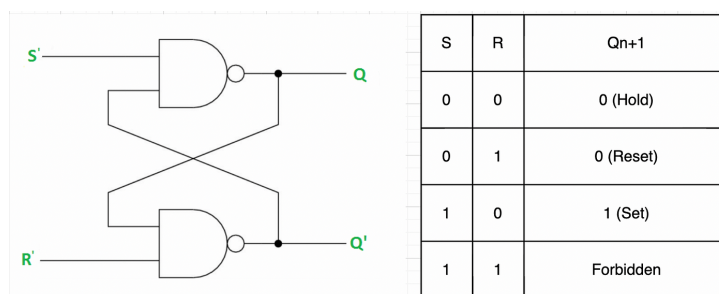 S'
Q
Q'
R'
S R Qn+1
0 0 0 (Hold)
0 1 0 (Reset)
1 0 1 (Set)
1 1 Forbidden